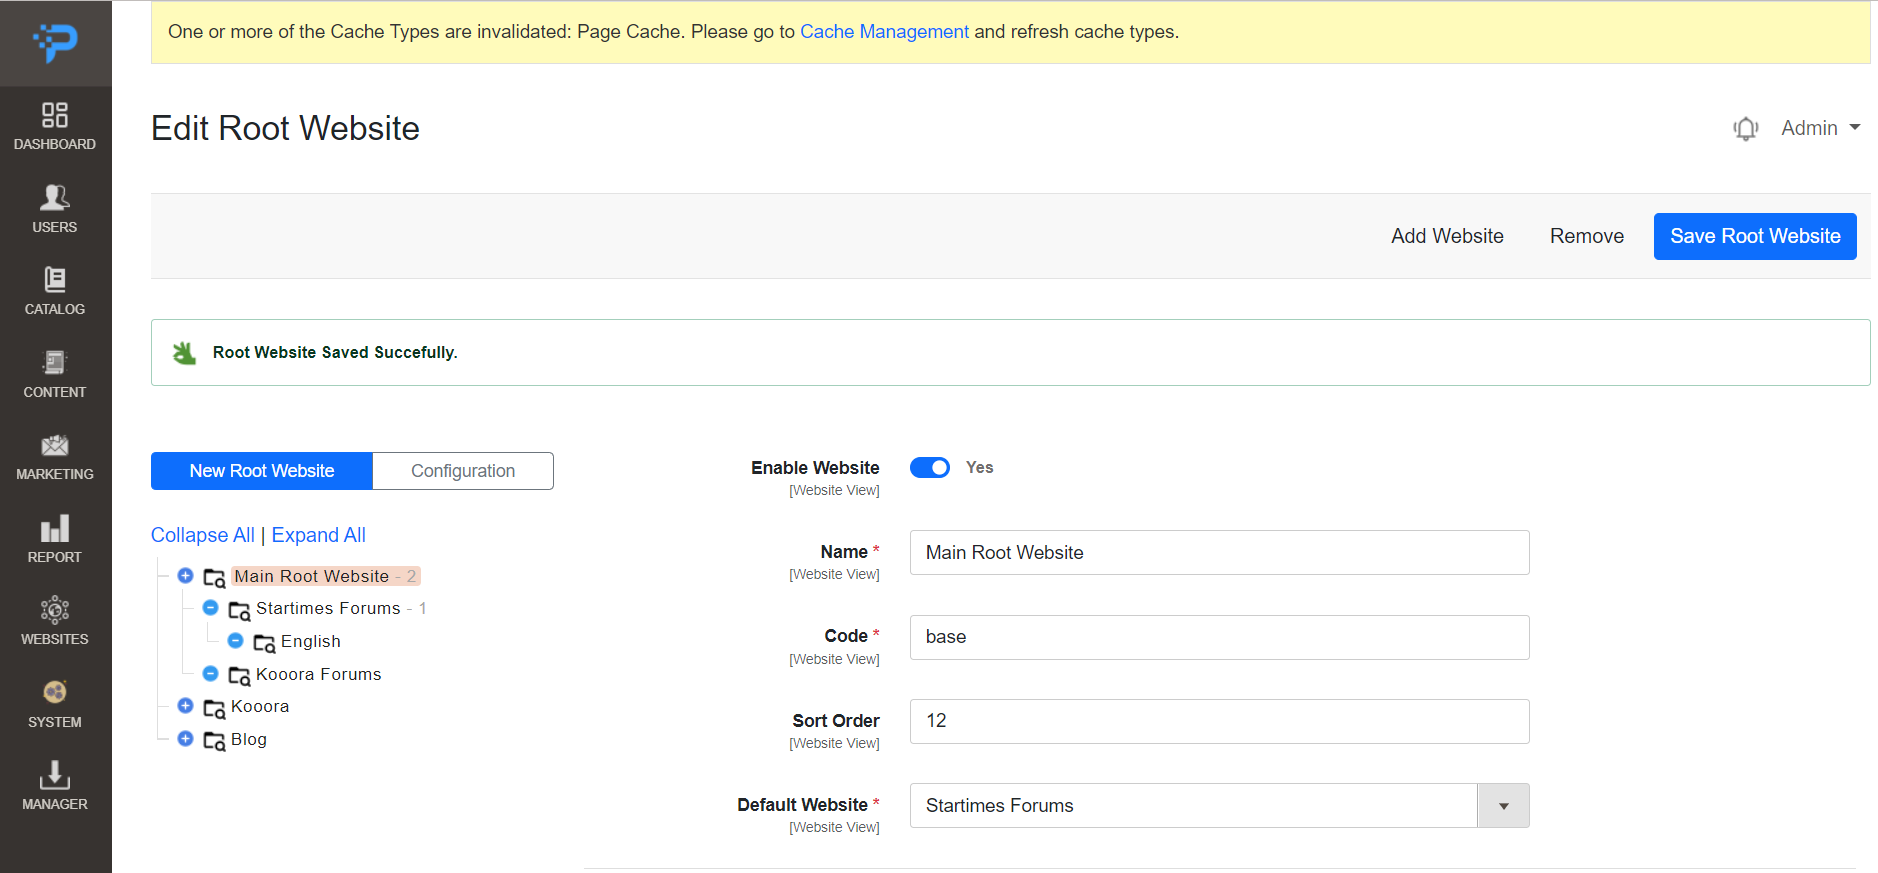 One or more of the Cache Types are invalidated: Page Cache. Please go to Cache Management and refresh cache types.
Edit Root Website
Admin
DASHBOARD
USERS
CATALOG
CONTENT
MARKETING
REPORT
WEBSITES
SYSTEM
MANAGER
Add Website Remove Save Root Website
Root Website Saved Succefully.
New Root Website Configuration
Collapse All | Expand All
Main Root Website - 2
Startimes Forums - 1
English
Kooora Forums
Kooora
Blog
Enable Website Yes
[Website View]
Name * Main Root Website
[Website View]
Code * base
[Website View]
Sort Order 12
[Website View]
Default Website * Startimes Forums
[Website View]